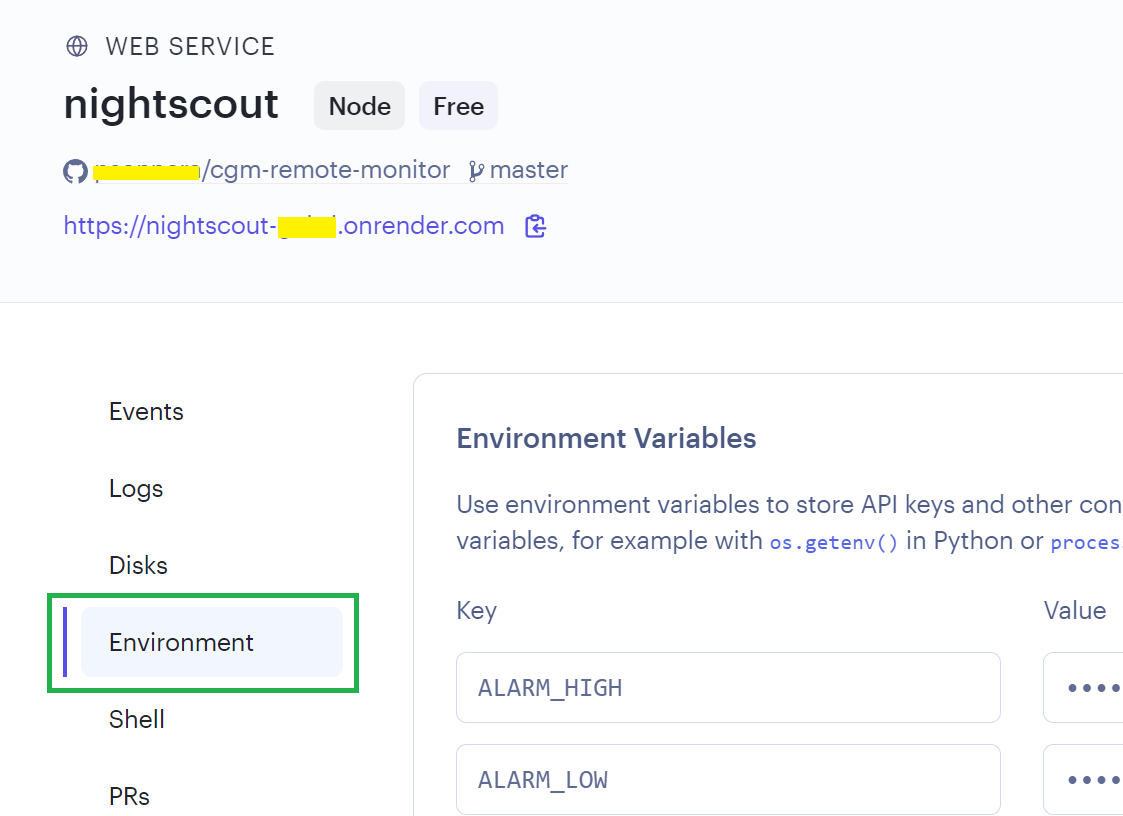 WEB SERVICE
nightscout Node Free
/cgm-remote-monitor master
https://nightscout- .onrender.com
Events
Logs
Disks
Environment
Shell
PRs
Environment Variables
Use environment variables to store API keys and other con
variables, for example with os.getenv() in Python or proces
Key Value
ALARM_HIGH ••••
ALARM_LOW ••••